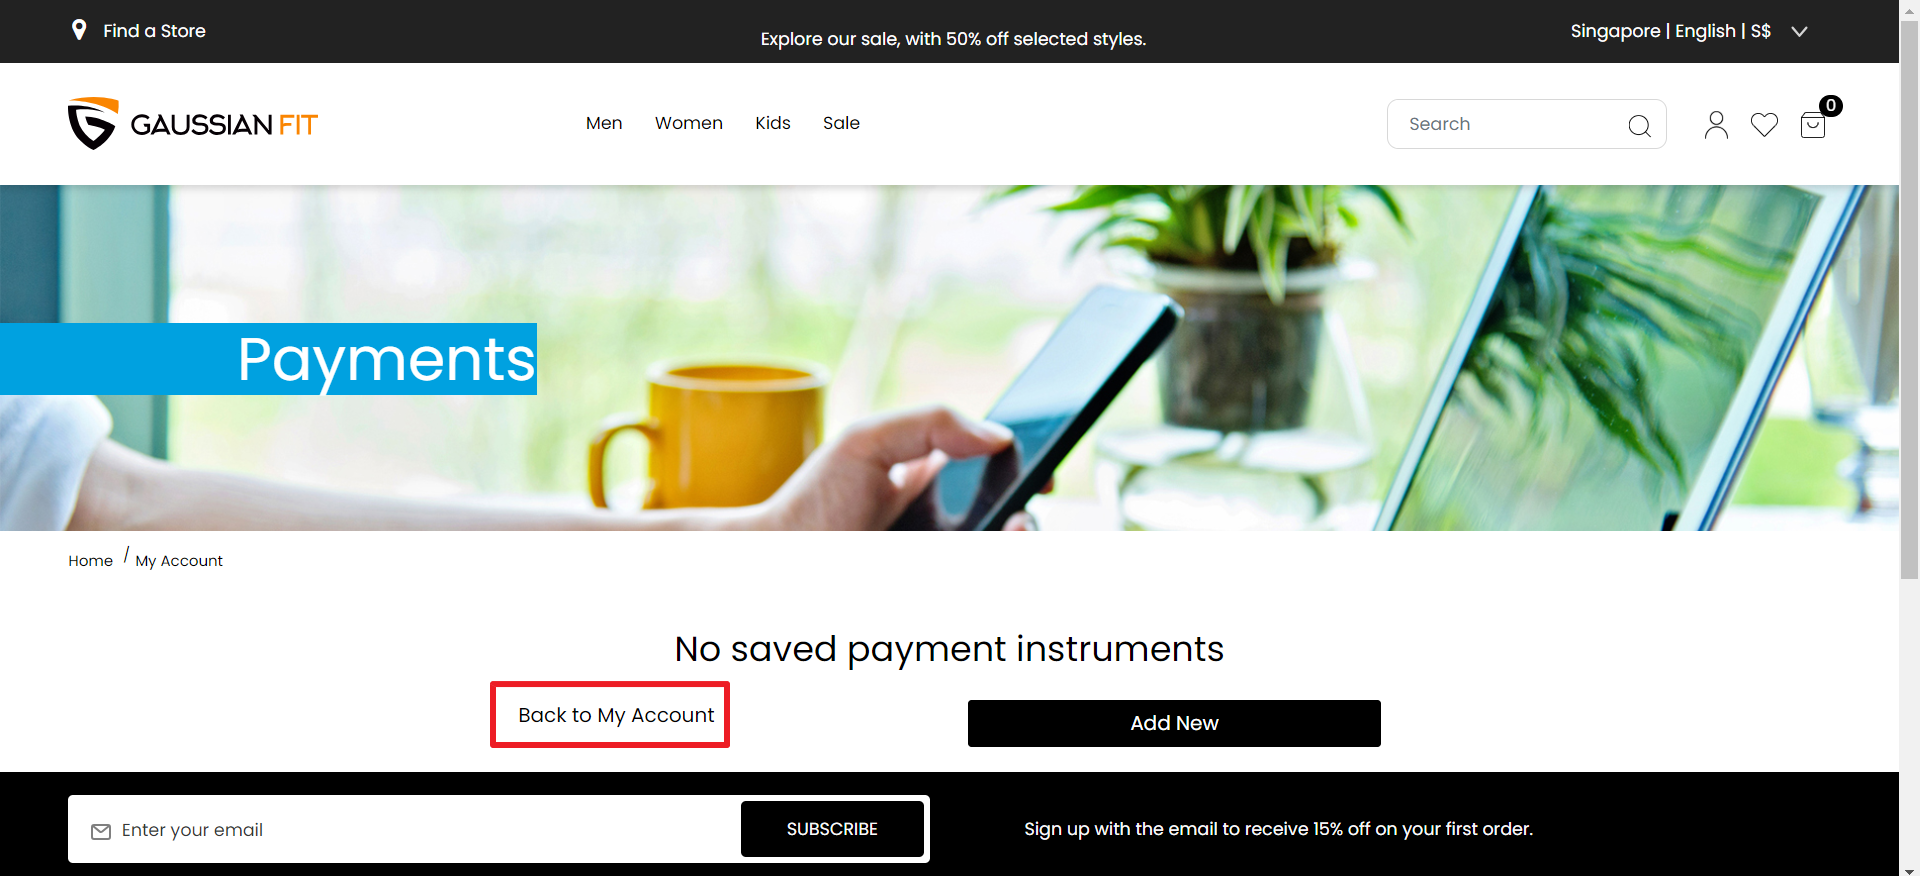 Find a Store
Explore our sale, with 50% off selected styles.
Singapore | English | S$
GAUSSIAN FIT
Men
Women
Kids
Sale
Search
0
Payments
Home / My Account
No saved payment instruments
Back to My Account
Add New
Enter your email
SUBSCRIBE
Sign up with the email to receive 15% off on your first order.